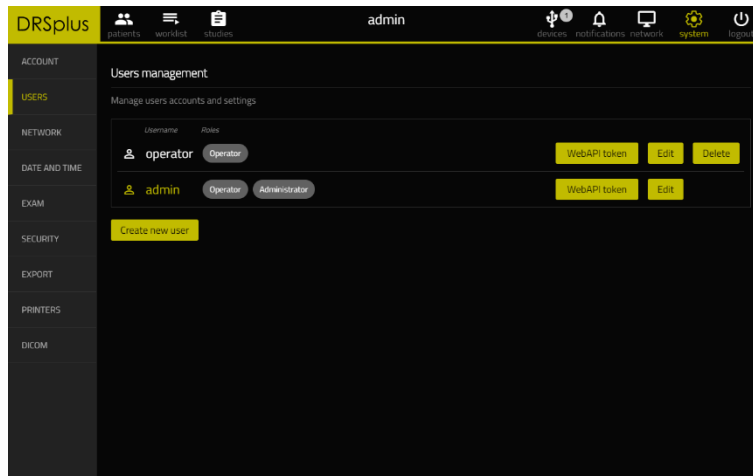 DRSplus
patients worklist studies
admin
1
devices notifications network system logout
ACCOUNT
USERS
NETWORK
DATE AND TIME
EXAM
SECURITY
EXPORT
PRINTERS
DICOM
Users management
Manage users accounts and settings
Username Roles
operator Operator WebAPI token Edit Delete
admin Operator Administrator WebAPI token Edit
Create new user